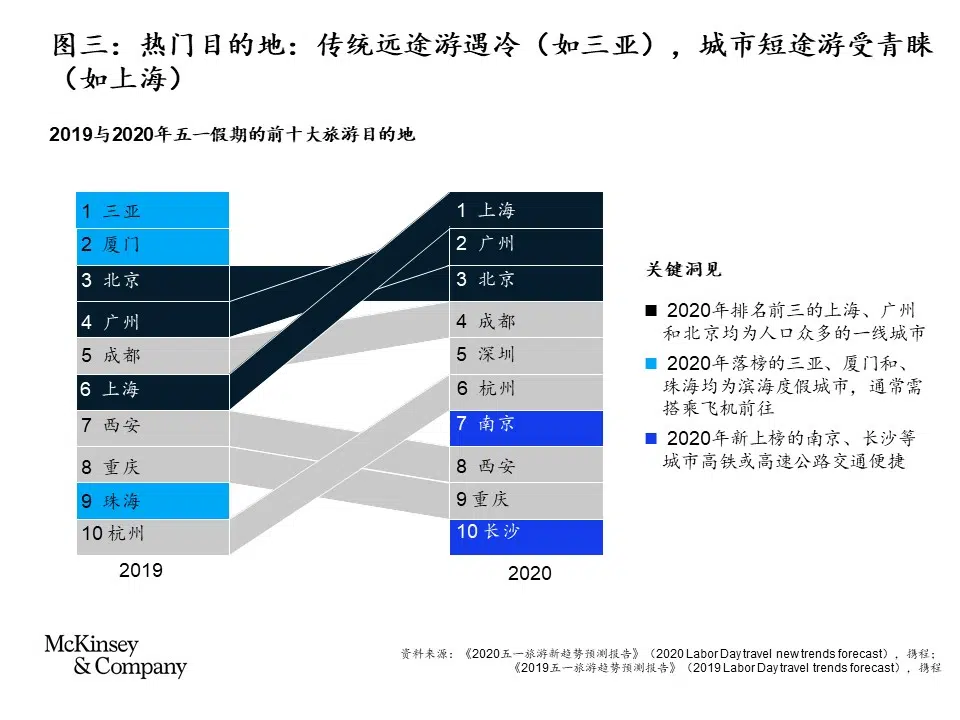 图三：热门目的地：传统远途游遇冷（如三亚），城市短途游受青睐
（如上海）
2019与2020年五一假期的前十大旅游目的地
1 三亚
2 厦门
3 北京
4 广州
5 成都
6 上海
7 西安
8 重庆
9 珠海
10 杭州
2019
1 上海
2 广州
3 北京
4 成都
5 深圳
6 杭州
7 南京
8 西安
9 重庆
10 长沙
2020
关键洞见
2020年排名前三的上海、广州
和北京均为人口众多的一线城市
2020年落榜的三亚、厦门和、
珠海均为滨海度假城市，通常需
搭乘飞机前往
2020年新上榜的南京、长沙等
城市高铁或高速公路交通便捷
McKinsey
& Company
资料来源：《2020五一旅游新趋势预测报告》（2020 Labor Day travel new trends forecast），携程；
《2019五一旅游趋势预测报告》（2019 Labor Day travel trends forecast），携程